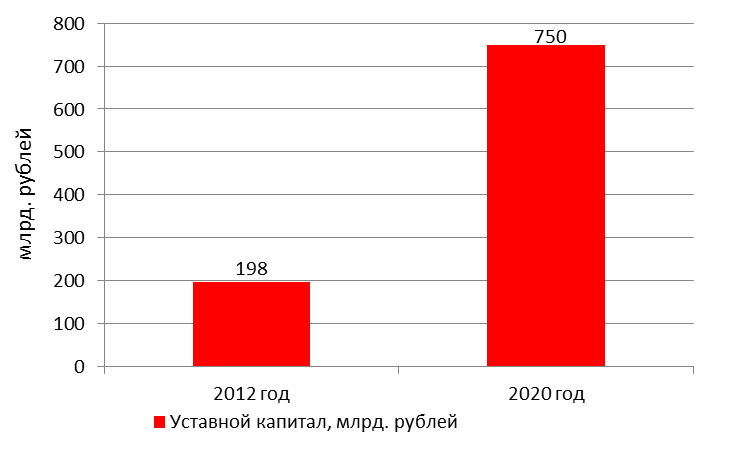 млрд. рублей
800
700
600
500
400
300
200
100
0
198
750
2012 год
2020 год
Уставной капитал, млрд. рублей